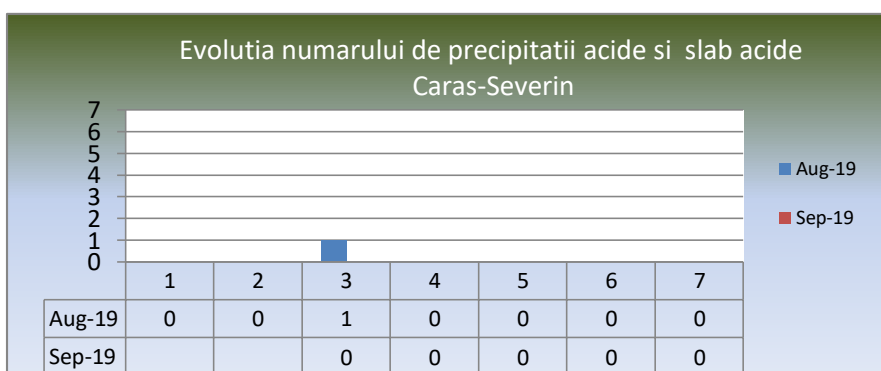 Evolutia numarului de precipitatii acide si slab acide
Caras-Severin
7
6
5
4
3
2
1
0
Aug-19
Sep-19
1 2 3 4 5 6 7
Aug-19 0 0 1 0 0 0 0
Sep-19 0 0 0 0 0